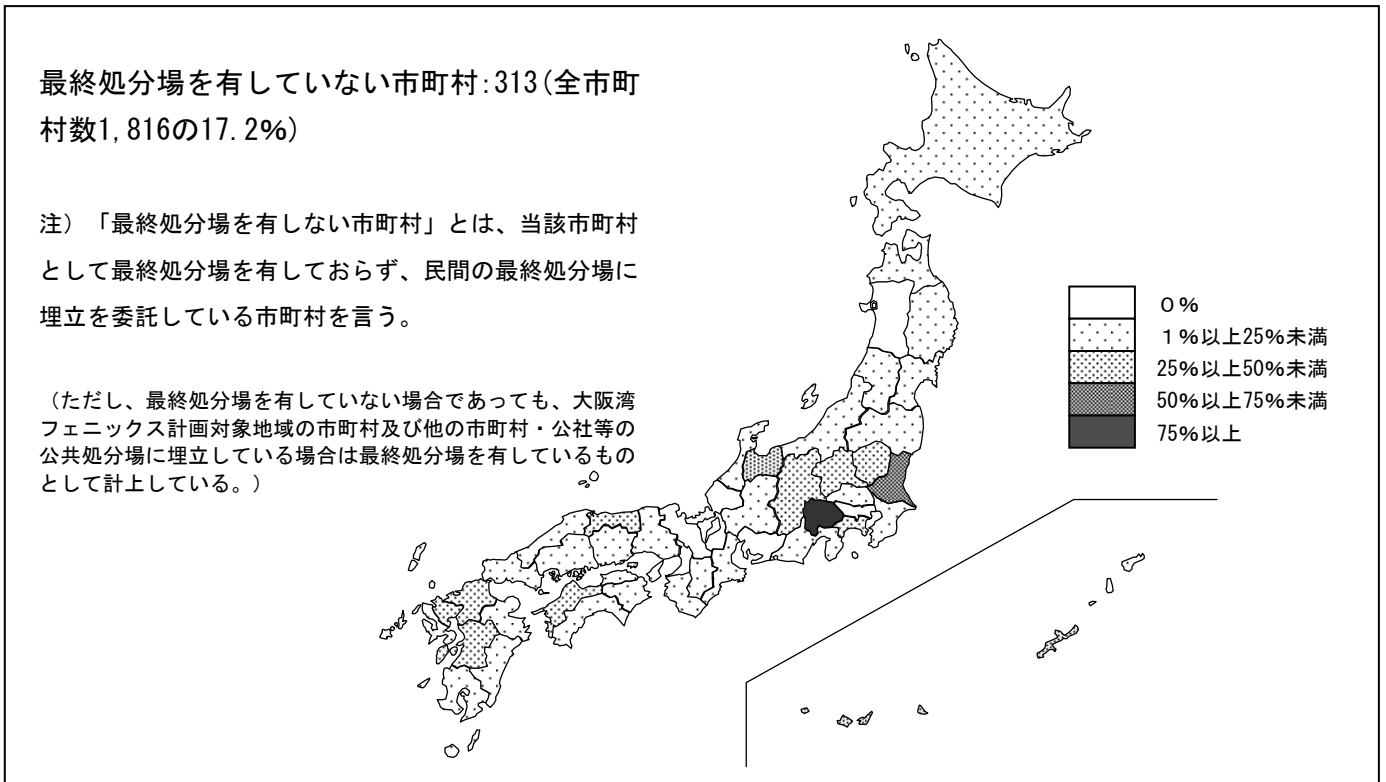 最終処分場を有していない市町村:313(全市町
村数1,816の17.2%)
注) 「最終処分場を有しない市町村」とは、当該市町村
として最終処分場を有しておらず、民間の最終処分場に
埋立を委託している市町村を言う。
(ただし、最終処分場を有していない場合であっても、大阪湾
フェニックス計画対象地域の市町村及び他の市町村・公社等の
公共処分場に埋立している場合は最終処分場を有しているもの
として計上している。)
0%
1%以上25%未満
25%以上50%未満
50%以上75%未満
75%以上